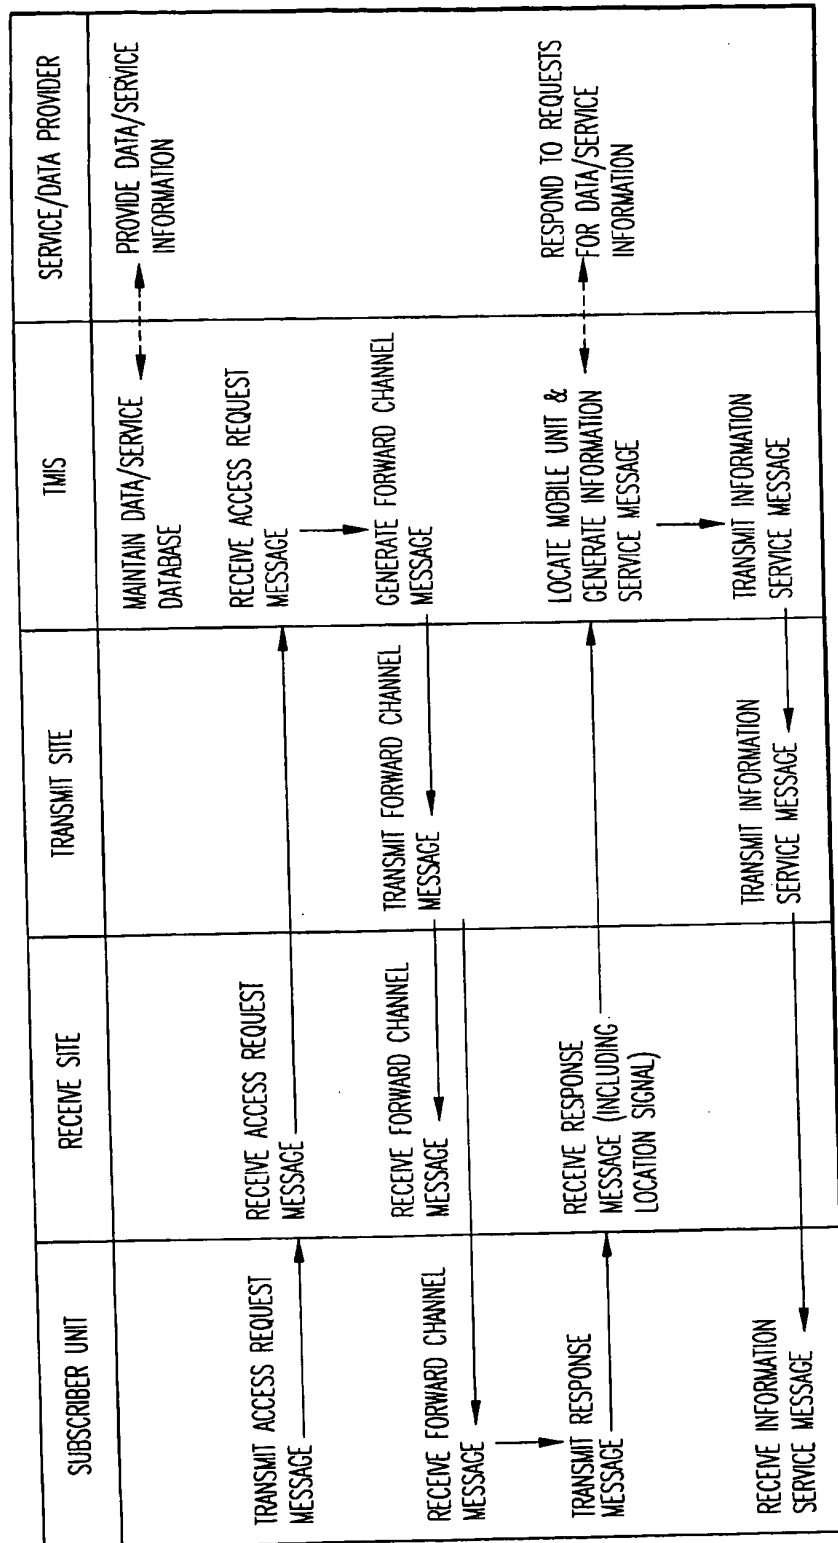 SUBSCRIBER UNIT
RECEIVE SITE
TRANSMIT SITE
TMIS
SERVICE/DATA PROVIDER
MAINTAIN DATA/SERVICE
DATABASE
PROVIDE DATA/SERVICE
INFORMATION
TRANSMIT ACCESS REQUEST
MESSAGE
RECEIVE ACCESS REQUEST
MESSAGE
RECEIVE ACCESS REQUEST
MESSAGE
RECEIVE FORWARD CHANNEL
MESSAGE
RECEIVE FORWARD CHANNEL
MESSAGE
TRANSMIT FORWARD CHANNEL
MESSAGE
GENERATE FORWARD CHANNEL
MESSAGE
TRANSMIT RESPONSE
MESSAGE
RECEIVE RESPONSE
MESSAGE (INCLUDING
LOCATION SIGNAL)
LOCATE MOBILE UNIT &
GENERATE INFORMATION
SERVICE MESSAGE
RESPOND TO REQUESTS
FOR DATA/SERVICE
INFORMATION
RECEIVE INFORMATION
SERVICE MESSAGE
TRANSMIT INFORMATION
SERVICE MESSAGE
TRANSMIT INFORMATION
SERVICE MESSAGE